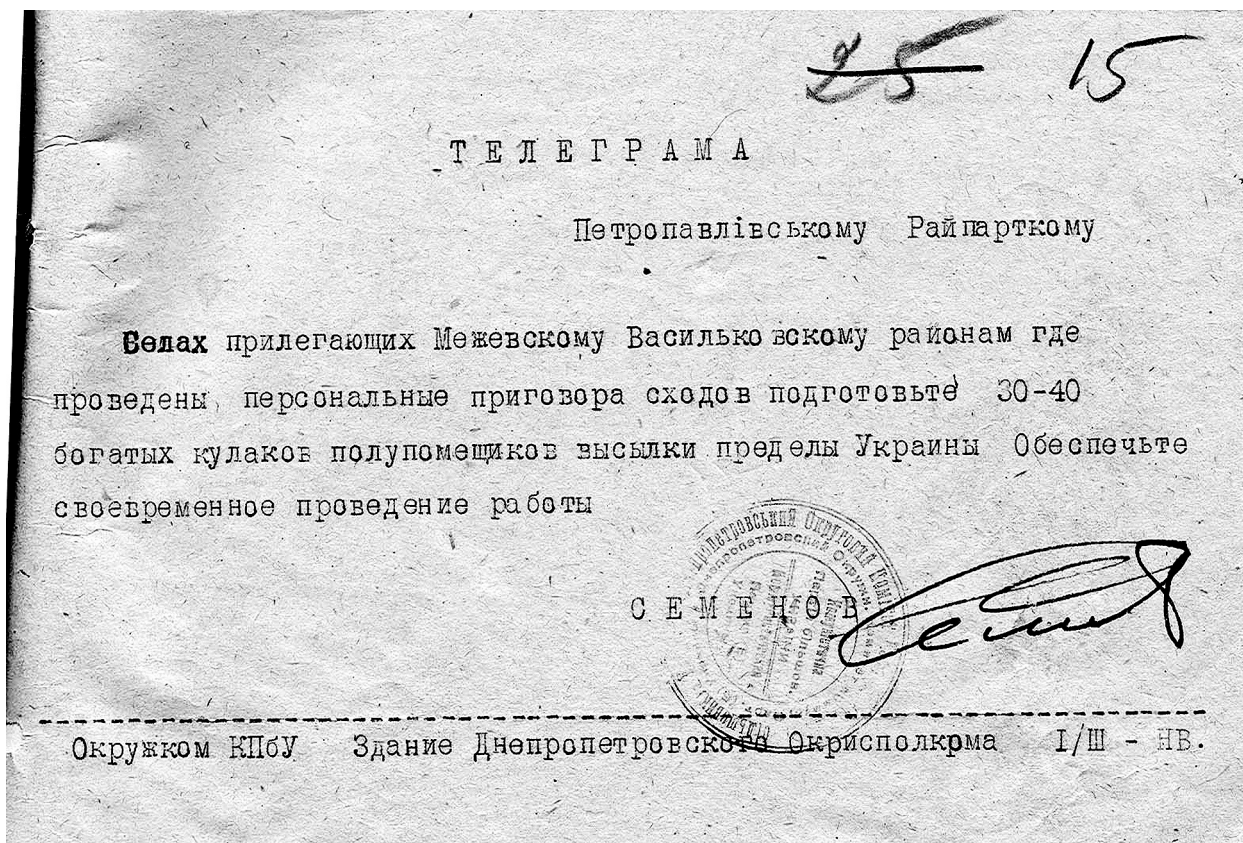 25 15
ТЕЛЕГРАМА
Петропавлівському Райпарткому
Селах прилегающих Межевскому Васильковскому районам где
проведены, персональные приговора сходов подготовьте 30-40
богатых кулаков полупомещиков высылки пределы Украины Обеспечьте
своевременное проведение работы
СЕМЕНОВ
Окружком КПбУ Здание Днепропетровского Окрисполкрма I/Ш - НВ.